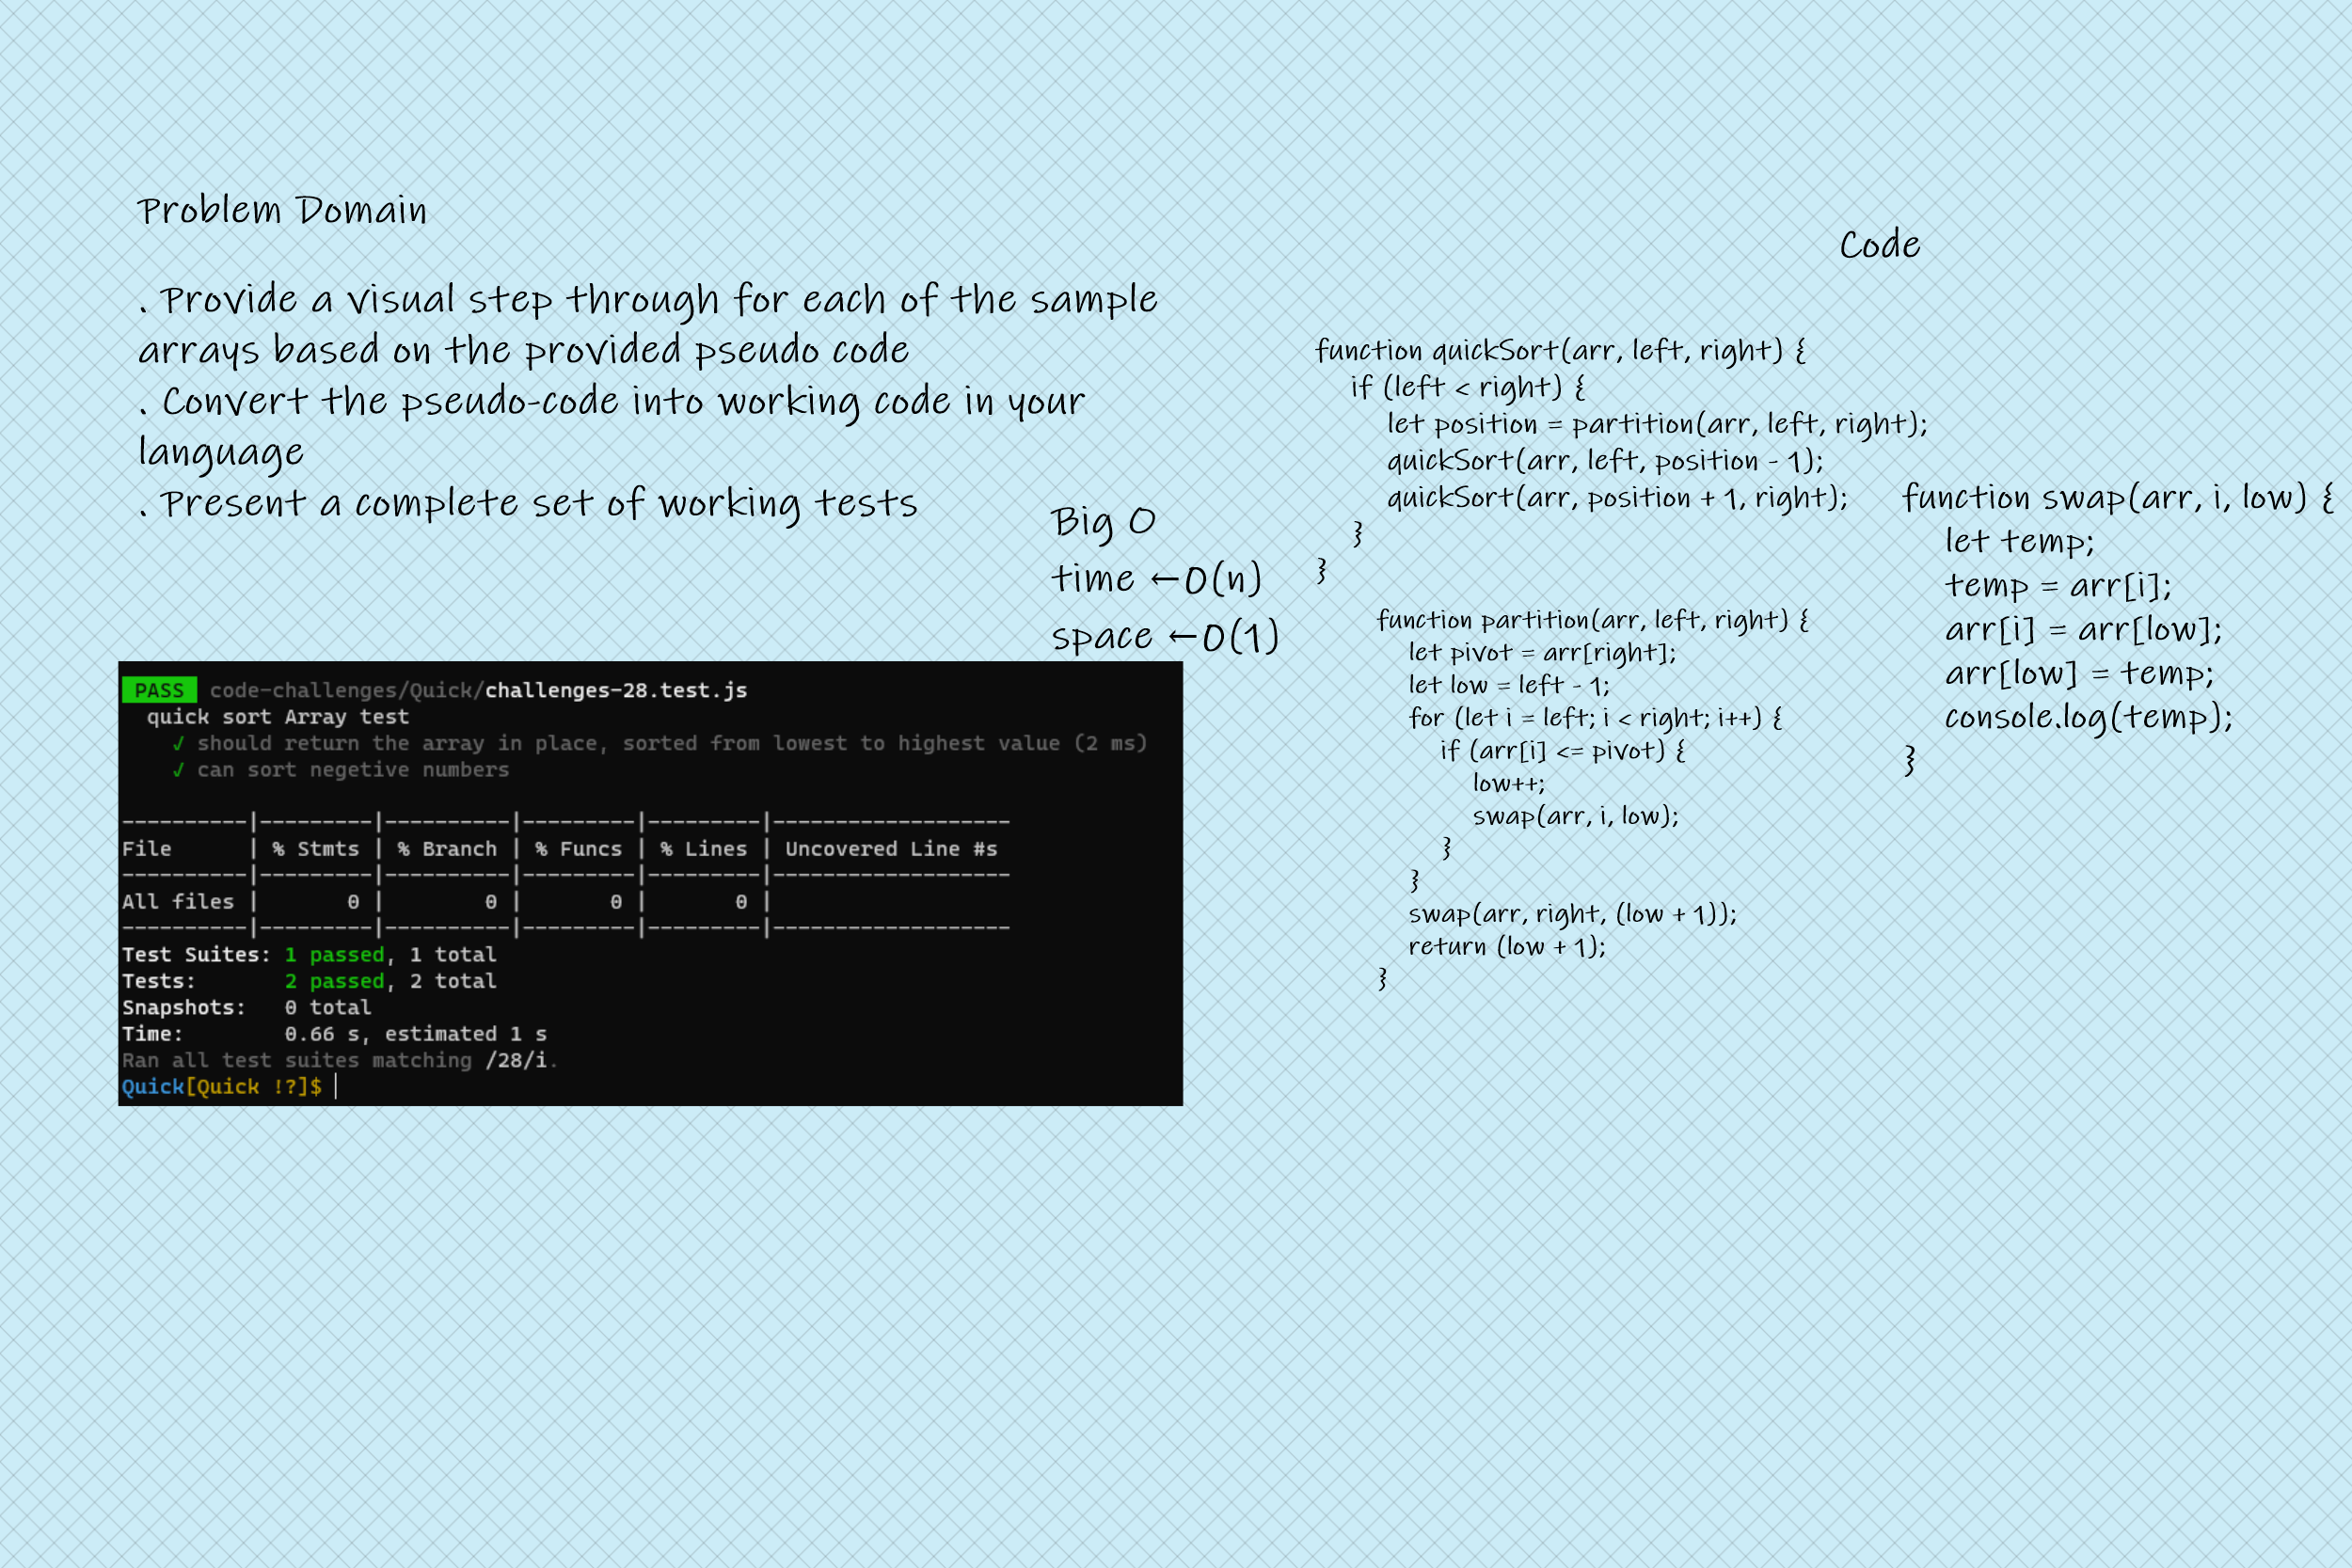 Problem Domain
. Provide a visual step through for each of the sample
arrays based on the provided pseudo code
. Convert the pseudo-code into working code in your
language
. Present a complete set of working tests
Big O
time ←O(n)
space ←O(1)
PASS code-challenges/Quick/challenges-28.test.js
quick sort Array test
√ should return the array in place, sorted from lowest to highest value (2 ms)
√ can sort negetive numbers
----------|---------|----------|---------|---------|-------------------
File      | % Stmts | % Branch | % Funcs | % Lines | Uncovered Line #s
----------|---------|----------|---------|---------|-------------------
All files |       0 |        0 |       0 |       0 |
----------|---------|----------|---------|---------|-------------------
Test Suites: 1 passed, 1 total
Tests:       2 passed, 2 total
Snapshots:   0 total
Time:        0.66 s, estimated 1 s
Ran all test suites matching /28/i.
Quick[Quick !?]$
Code
function quickSort(arr, left, right) {
if (left < right) {
let position = partition(arr, left, right);
quickSort(arr, left, position - 1);
quickSort(arr, position + 1, right);
}
}
function partition(arr, left, right) {
let pivot = arr[right];
let low = left - 1;
for (let i = left; i < right; i++) {
if (arr[i] <= pivot) {
low++;
swap(arr, i, low);
}
}
swap(arr, right, (low + 1));
return (low + 1);
}
function swap(arr, i, low) {
let temp;
temp = arr[i];
arr[i] = arr[low];
arr[low] = temp;
console.log(temp);
}